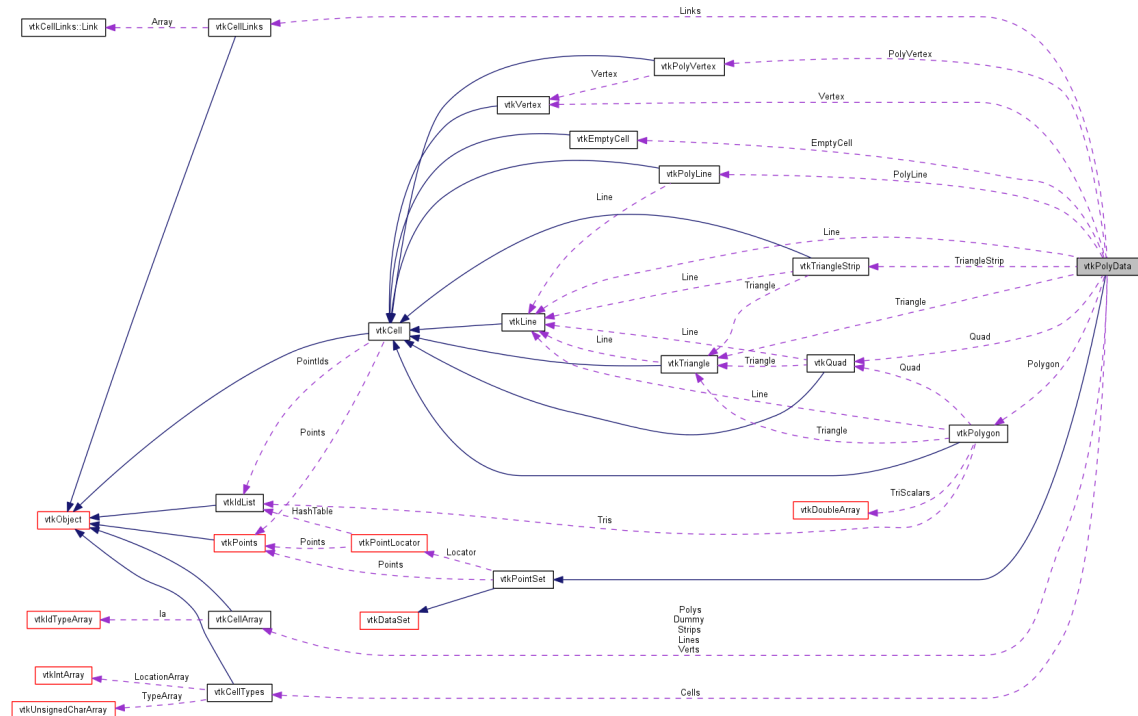 Links
vtkCellLinks::Link
Array
vtkCellLinks
PolyVertex
vtkPolyVertex
Vertex
Vertex
vtkVertex
EmptyCell
vtkEmptyCell
PolyLine
vtkPolyLine
Line
Line
TriangleStrip
vtkTriangleStrip
vtkPolyData
Line
Triangle
Triangle
vtkCell
vtkLine
Line
Line
Quad
PointIds
vtkTriangle
Triangle
vtkQuad
Polygon
Quad
Line
Points
Triangle
vtkPolygon
vtkIdList
TriScalars
HashTable
vtkDoubleArray
vtkObject
Tris
vtkPoints
Points
vtkPointLocator
Locator
Points
vtkPointSet
vtkIdTypeArray
Ia
vtkCellArray
vtkDataSet
Polys
Dummy
Strips
Lines
Verts
vtkIntArray
LocationArray
TypeArray
vtkCellTypes
Cells
vtkUnsignedCharArray